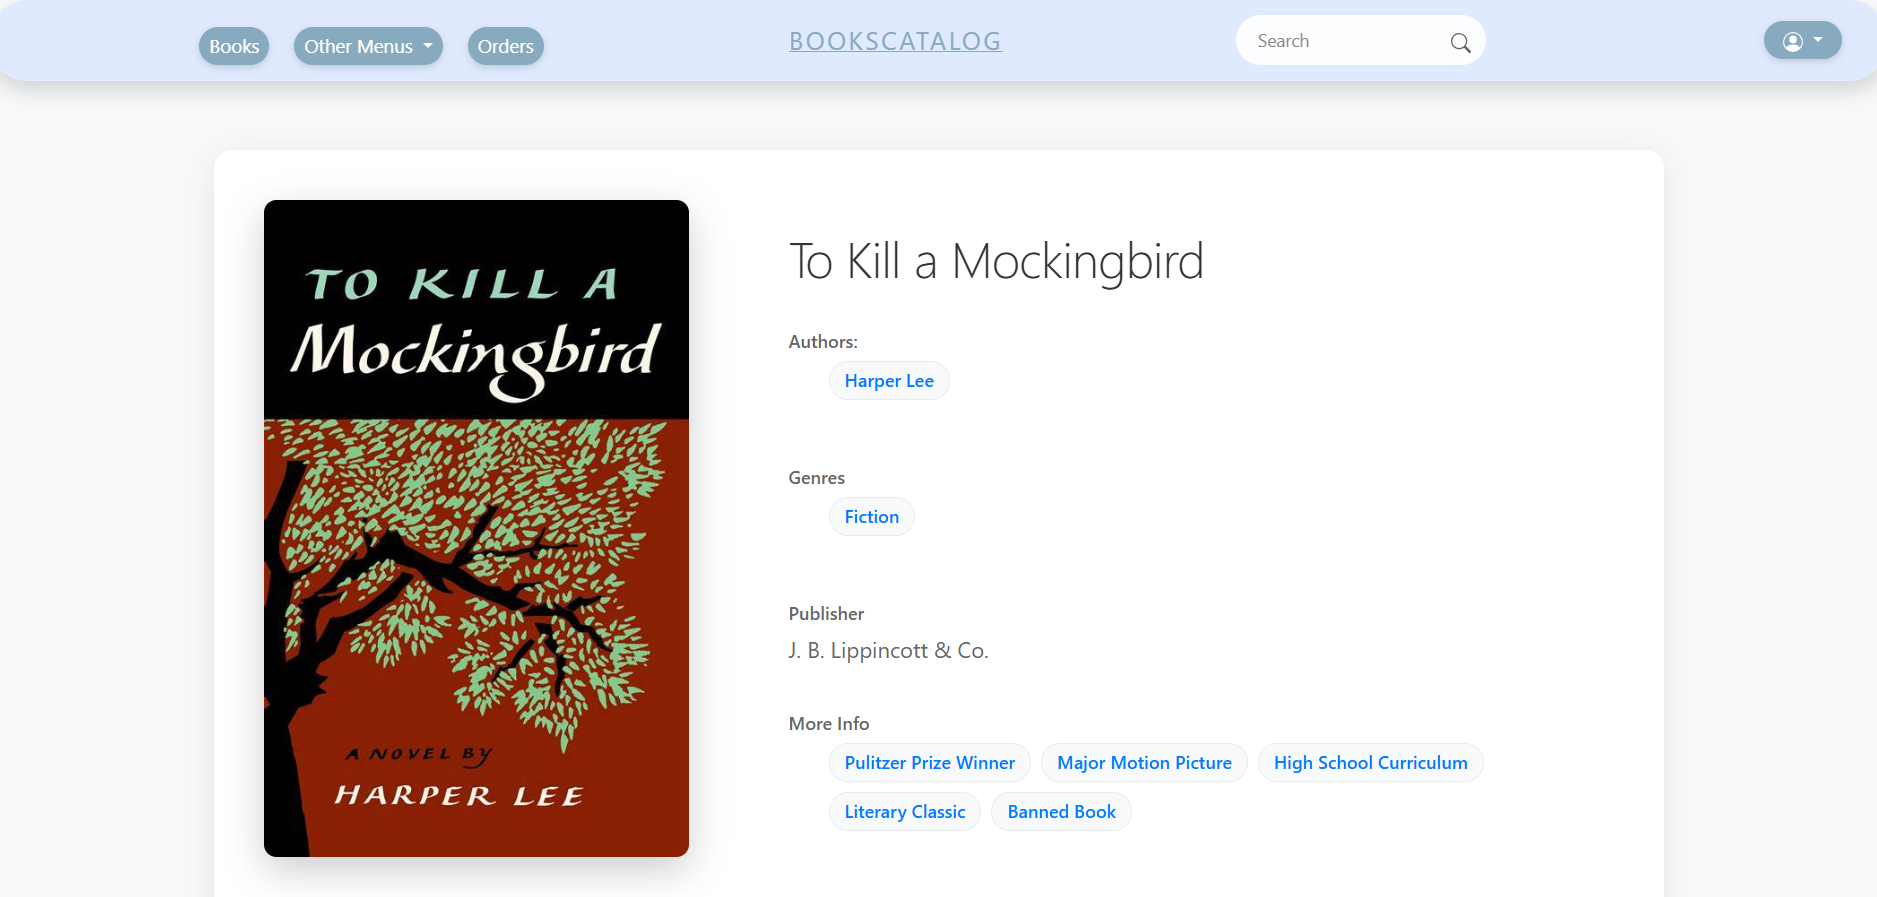 Books
Other Menus
Orders
BOOKSCATALOG
Search
TO KILL A
Mockingbird
A NOVEL BY
HARPER LEE
To Kill a Mockingbird
Authors:
Harper Lee
Genres
Fiction
Publisher
J. B. Lippincott & Co.
More Info
Pulitzer Prize Winner
Major Motion Picture
High School Curriculum
Literary Classic
Banned Book